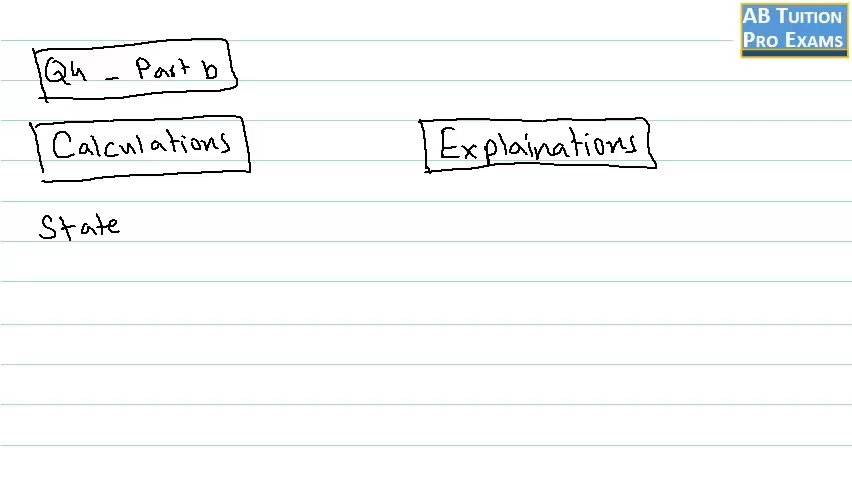 AB TUITION
PRO EXAMS
Q4 - Part b
Calculations
Explainations
State